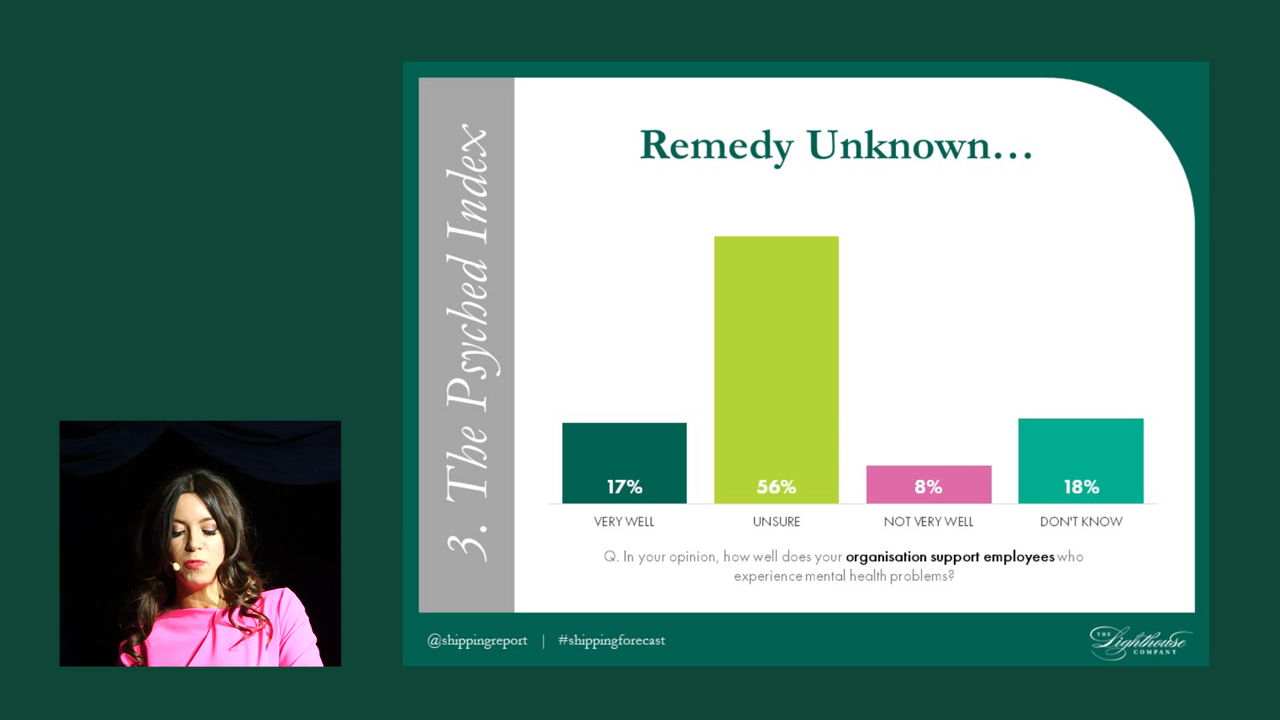 3. The Psyched Index
Remedy Unknown...
17%
56%
8%
18%
VERY WELL
UNSURE
NOT VERY WELL
DON'T KNOW
Q. In your opinion, how well does your organisation support employees who
experience mental health problems?
@shippingreport | #shippingforecast
THE
Lighthouse
COMPANY